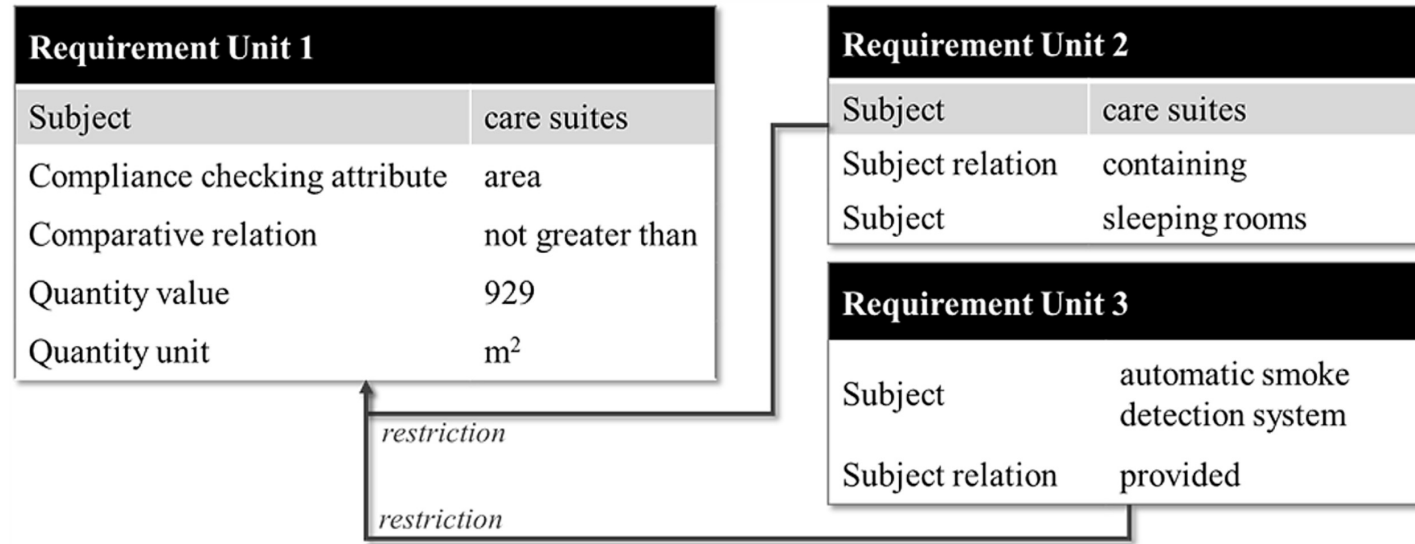 Requirement Unit 1
Subject care suites
Compliance checking attribute area
Comparative relation not greater than
Quantity value 929
Quantity unit m²
Requirement Unit 2
Subject care suites
Subject relation containing
Subject sleeping rooms
Requirement Unit 3
Subject automatic smoke
detection system
Subject relation provided
restriction
restriction